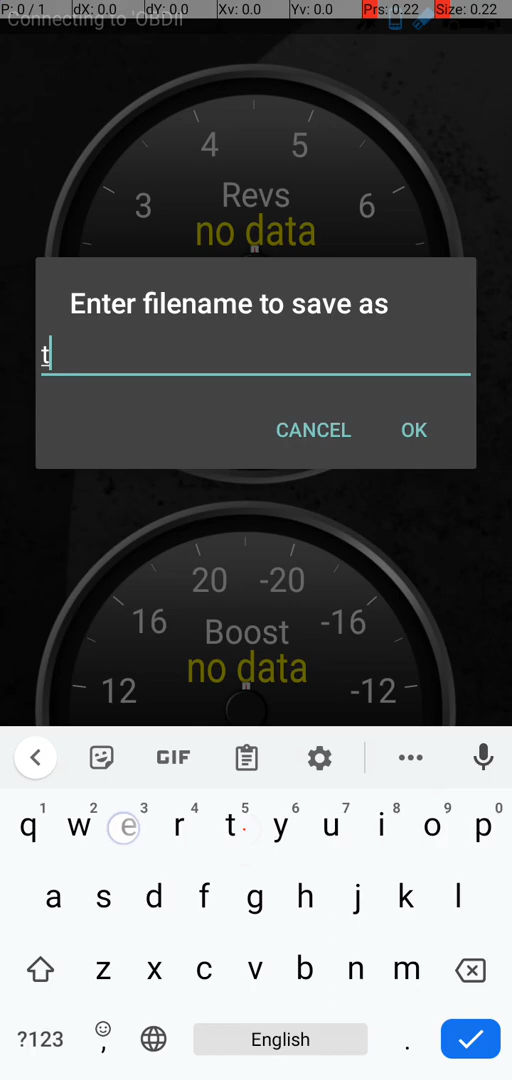 P: 0 / 1 dX: 0.0 dY: 0.0 Xv: 0.0 Yv: 0.0 Prs: 0.22 Size: 0.22
Connecting to 'OBDII'
4 5
3 6
Revs
no data
Enter filename to save as
t
CANCEL OK
20 -20
16 -16
Boost
no data
12 -12
GIF
1 2 3 4 5 6 7 8 9 0
q w e r t y u i o p
a s d f g h j k l
z x c v b n m
?123 , English .